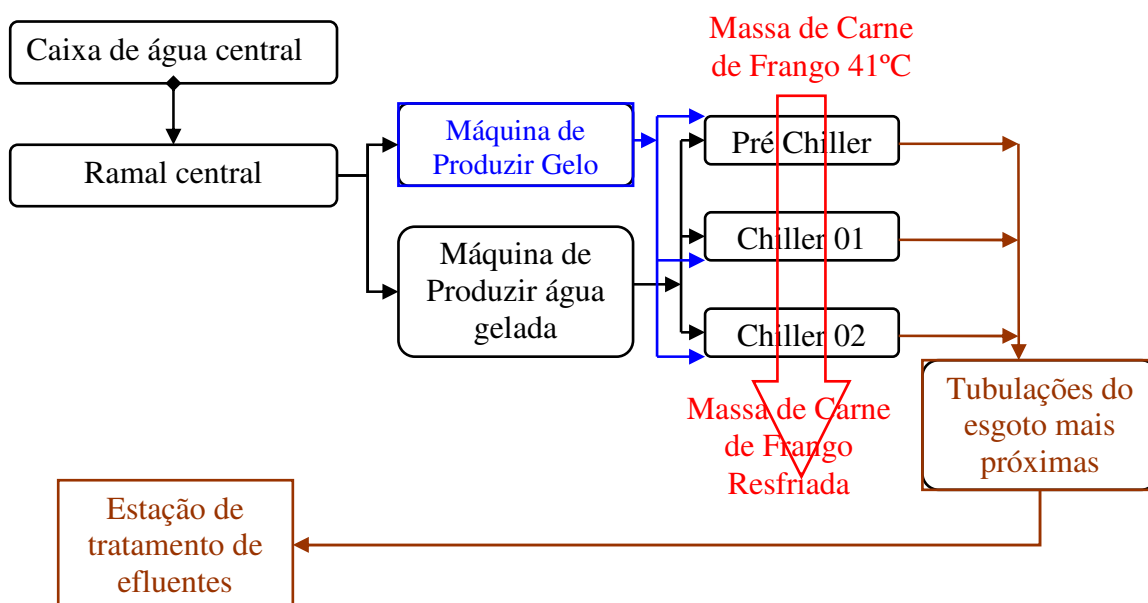 Massa de Carne
de Frango 41ºC
Caixa de água central
Ramal central
Máquina de
Produzir Gelo
Máquina de
Produzir água
gelada
Pré Chiller
Chiller 01
Chiller 02
Massa de Carne
de Frango
Resfriada
Tubulações do
esgoto mais
próximas
Estação de
tratamento de
efluentes